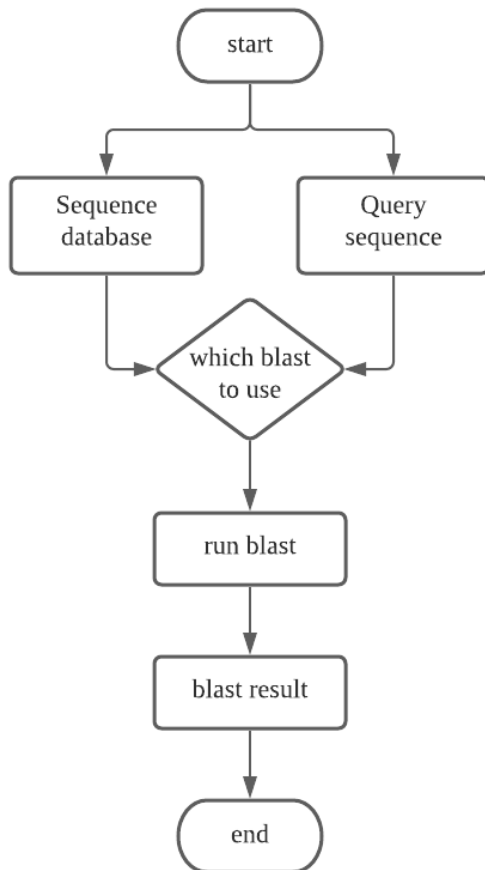 start
Sequence
database
Query
sequence
which blast
to use
run blast
blast result
end